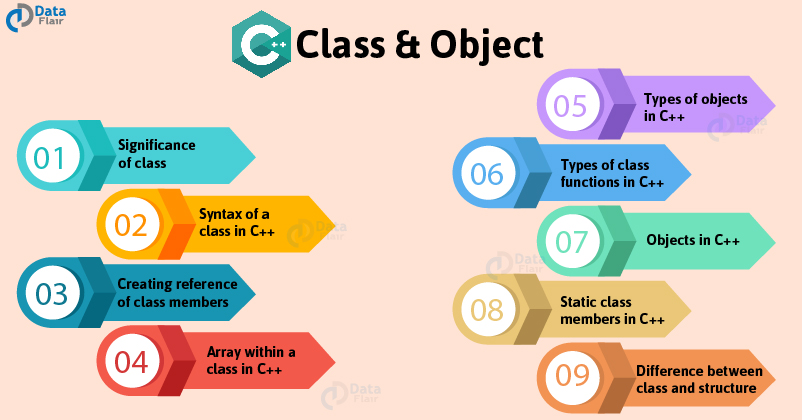 Data
Flair
C++ Class & Object
01
Significance
of class
02
Syntax of a
class in C++
03
Creating reference
of class members
04
Array within a
class in C++
05
Types of objects
in C++
06
Types of class
functions in C++
07
Objects in C++
08
Static class
members in C++
09
Difference between
class and structure
Data
Flair
Data
Flair
Data
Flair
Data
Flair